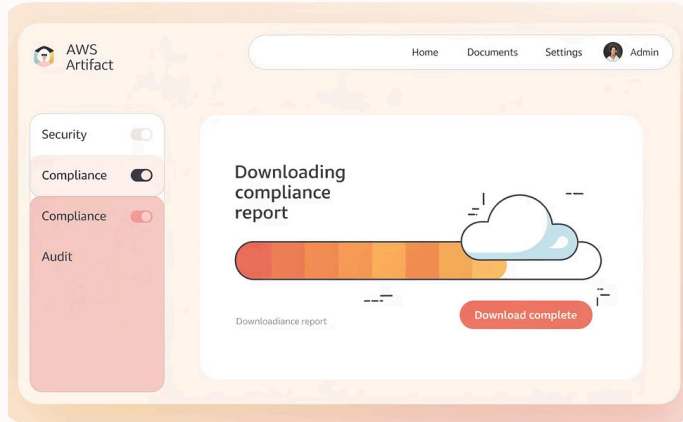 AWS
Artifact
Home Documents Settings Admin
Security
Compliance
Compliance
Audit
Downloading
compliance
report
Downloadiance report
Download complete